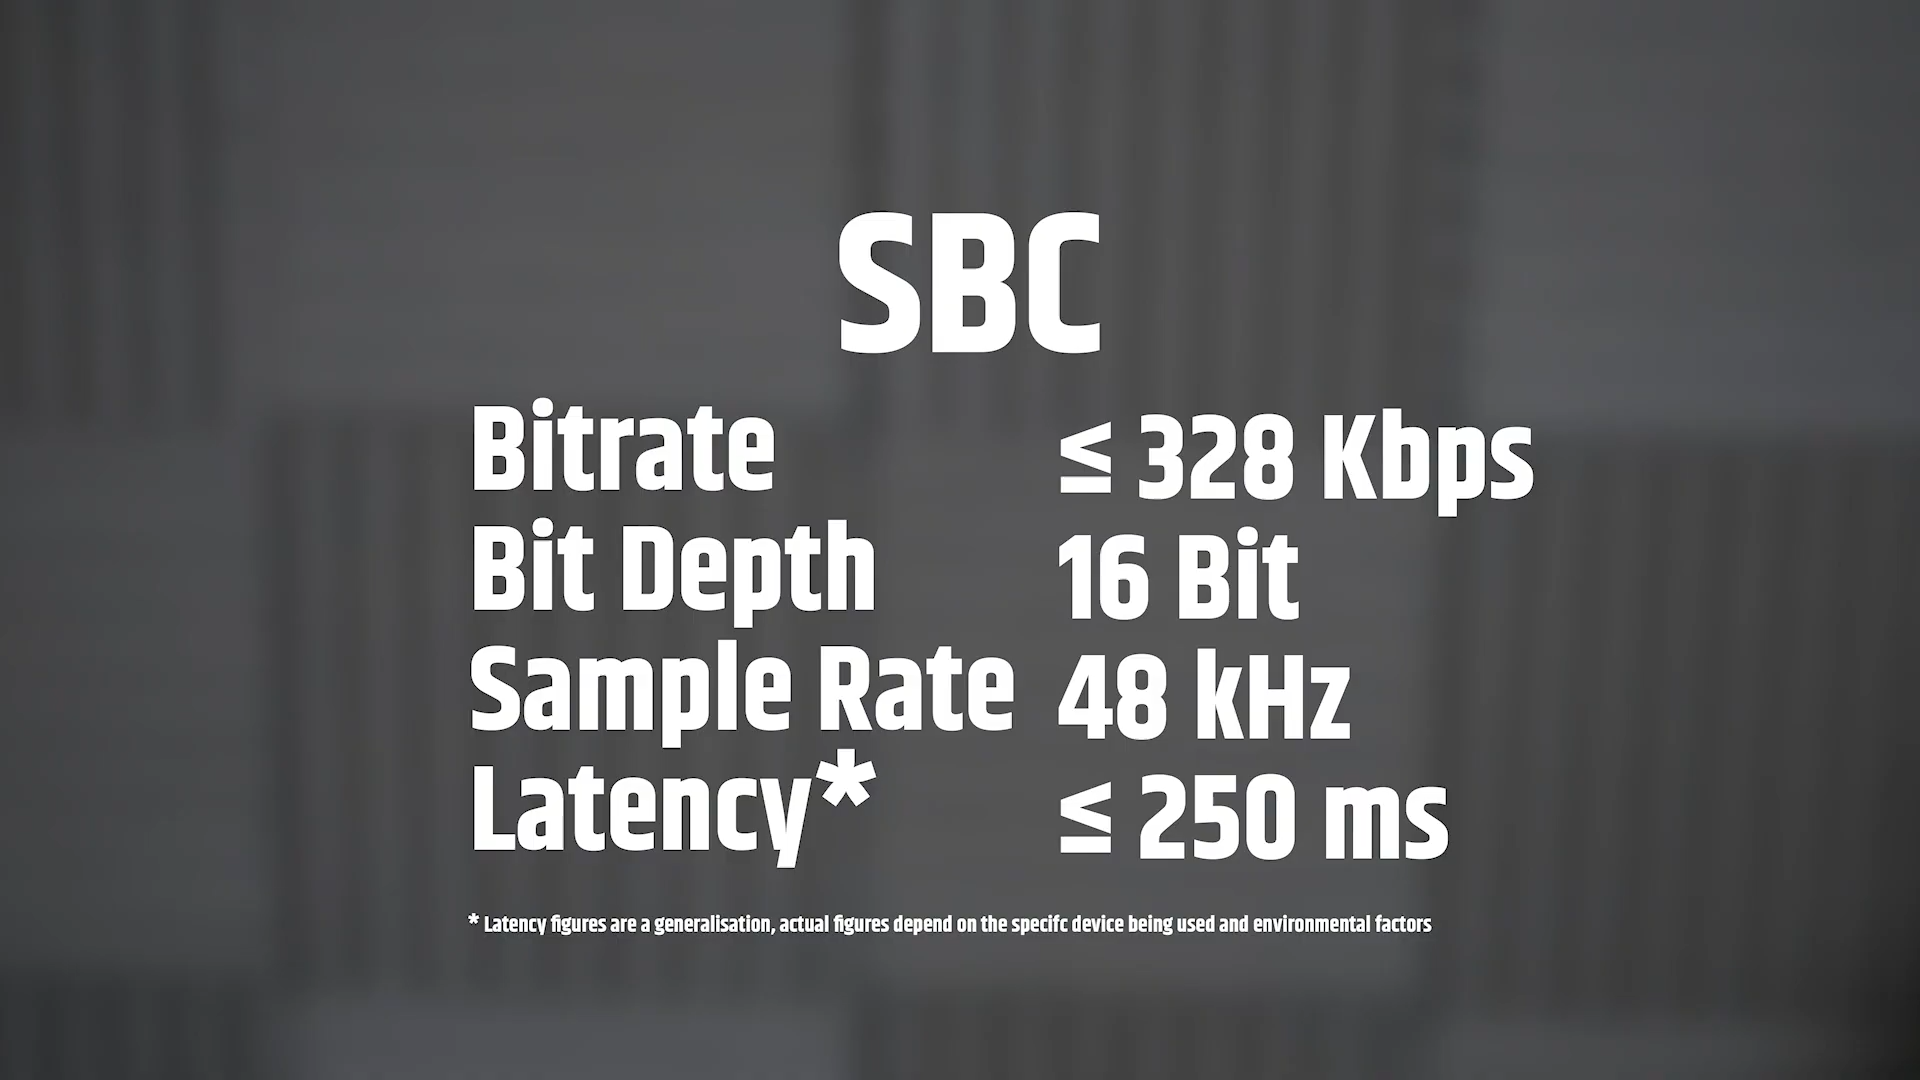 SBC
Bitrate ≤ 328 Kbps
Bit Depth 16 Bit
Sample Rate 48 kHz
Latency* ≤ 250 ms
* Latency figures are a generalisation, actual figures depend on the specifc device being used and environmental factors